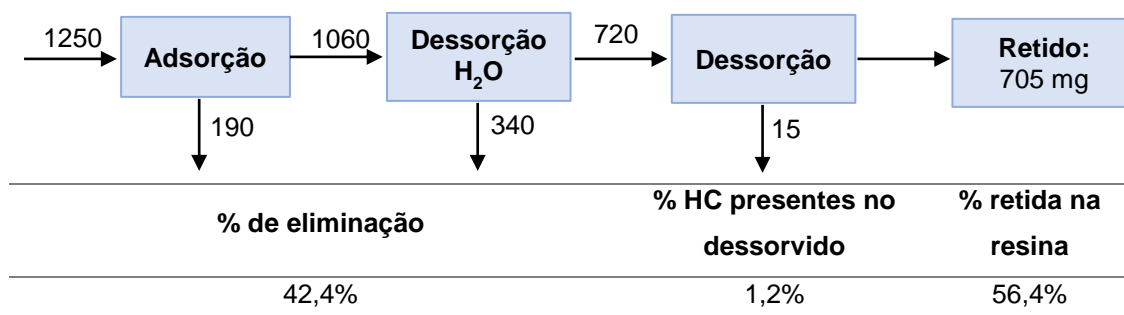 1250
Adsorção
1060
Dessorção
H₂O
720
Dessorção
Retido:
705 mg
190
340
15
% de eliminação
% HC presentes no
dessorvido
% retida na
resina
42,4%
1,2%
56,4%